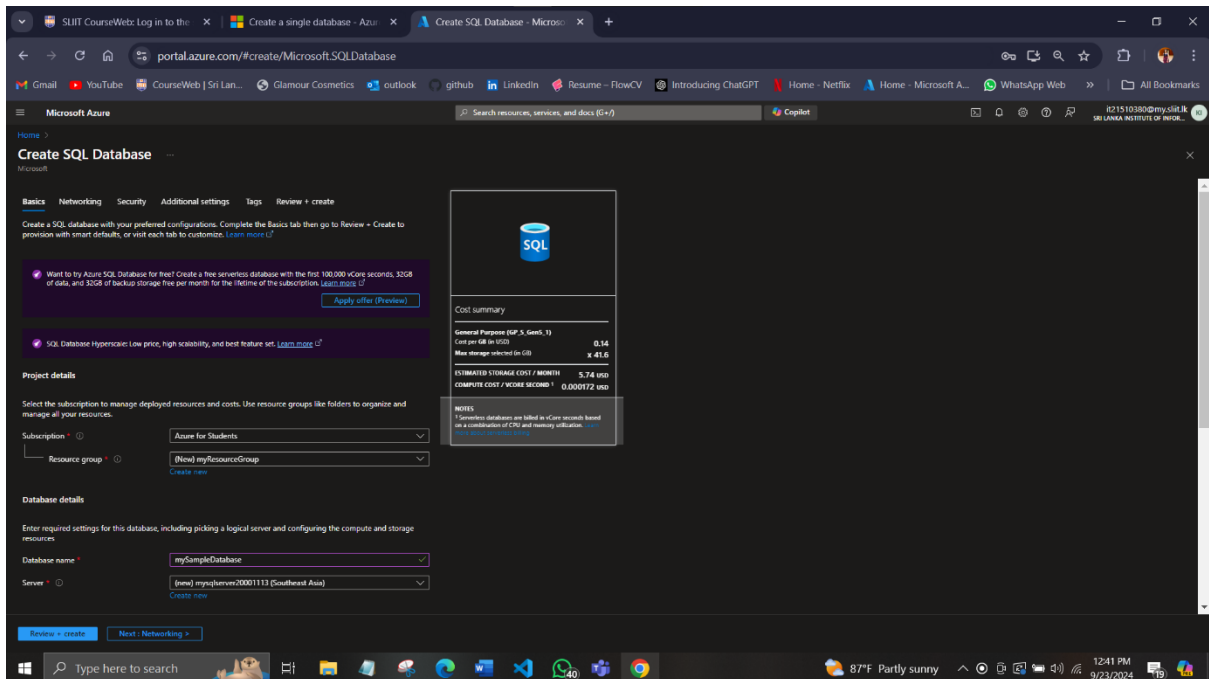 SLIIT CourseWeb: Log in to the
Create a single database - Azur
Create SQL Database - Microso
portal.azure.com/#create/Microsoft.SQLDatabase
Gmail YouTube CourseWeb | Sri Lan... Glamour Cosmetics outlook github LinkedIn Resume – FlowCV Introducing ChatGPT Home - Netflix Home - Microsoft A... WhatsApp Web » All Bookmarks
Microsoft Azure
Search resources, services, and docs (G+/)
Copilot
it21510380@my.sliit.lk
SRI LANKA INSTITUTE OF INFOR...
KI
Home >
Create SQL Database ...
Microsoft
Basics Networking Security Additional settings Tags Review + create
Create a SQL database with your preferred configurations. Complete the Basics tab then go to Review + Create to
provision with smart defaults, or visit each tab to customize. Learn more
Want to try Azure SQL Database for free? Create a free serverless database with the first 100,000 vCore seconds, 32GB
of data, and 32GB of backup storage free per month for the lifetime of the subscription. Learn more
Apply offer (Preview)
SQL Database Hyperscale: Low price, high scalability, and best feature set. Learn more
Project details
Select the subscription to manage deployed resources and costs. Use resource groups like folders to organize and
manage all your resources.
Subscription * Azure for Students
Resource group * (New) myResourceGroup
Create new
Database details
Enter required settings for this database, including picking a logical server and configuring the compute and storage
resources
Database name * mySampleDatabase
Server * (new) mysqlserver20001113 (Southeast Asia)
Create new
Review + create Next : Networking >
SQL
Cost summary
General Purpose (GP_S_Gen5_1)
Cost per GB (in USD) 0.14
Max storage selected (in GB) x 41.6
ESTIMATED STORAGE COST / MONTH 5.74 USD
COMPUTE COST / VCORE SECOND 1 0.000172 USD
NOTES
1 Serverless databases are billed in vCore seconds based
on a combination of CPU and memory utilization.
Type here to search
40
87°F Partly sunny
12:41 PM
9/23/2024
19